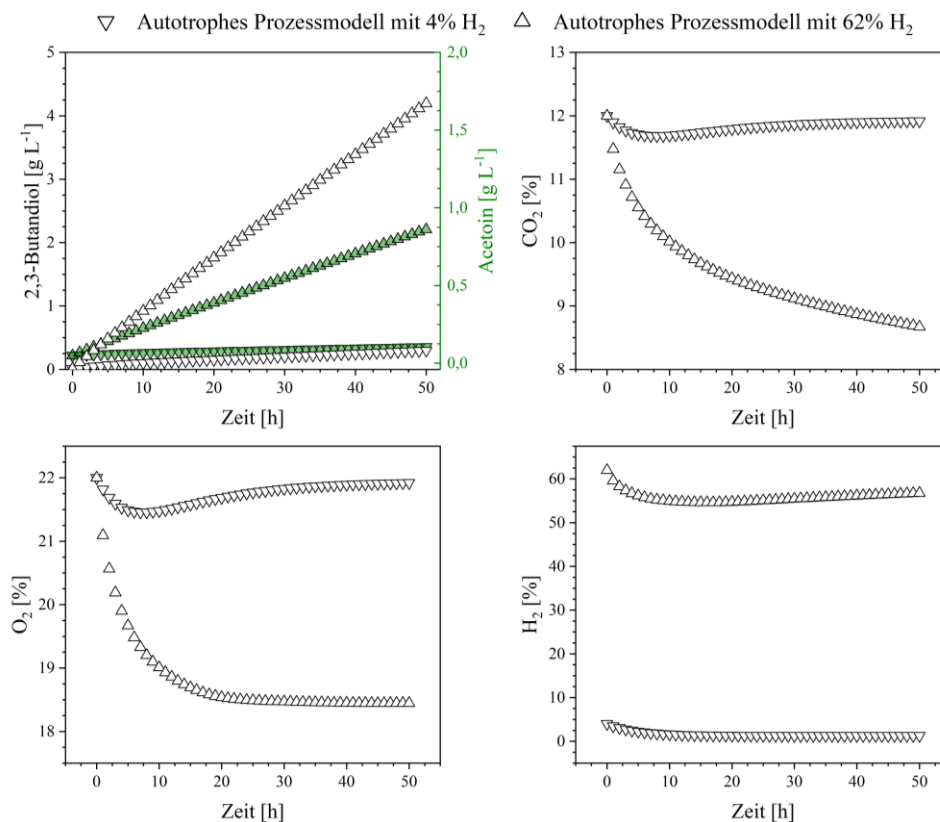 Autotrophes Prozessmodell mit 4% H₂ Autotrophes Prozessmodell mit 62% H₂
2,3-Butandiol [g L⁻¹]
5
4
3
2
1
0
2,0
1,5
1,0
0,5
0,0
Acetoin [g L⁻¹]
0 10 20 30 40 50
Zeit [h]
CO₂ [%]
12
11
10
9
8
0 10 20 30 40 50
Zeit [h]
O₂ [%]
22
21
20
19
18
0 10 20 30 40 50
Zeit [h]
H₂ [%]
60
50
40
30
20
10
0
0 10 20 30 40 50
Zeit [h]